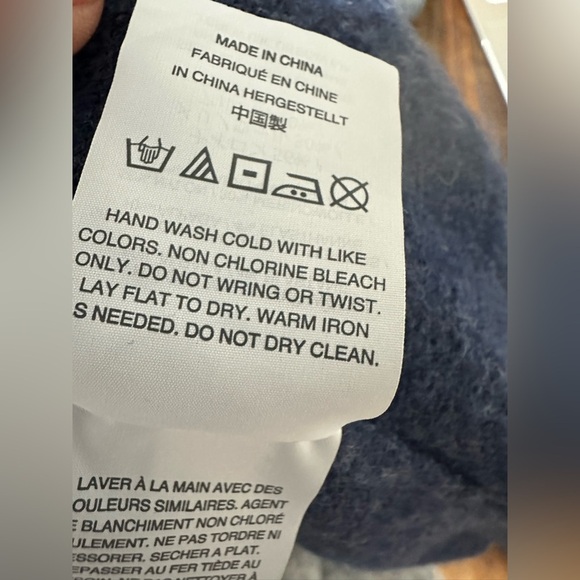 MADE IN CHINA
FABRIQUÉ EN CHINE
IN CHINA HERGESTELLT
中国製
HAND WASH COLD WITH LIKE
COLORS. NON CHLORINE BLEACH
ONLY. DO NOT WRING OR TWIST.
LAY FLAT TO DRY. WARM IRON
S NEEDED. DO NOT DRY CLEAN.
LAVER À LA MAIN AVEC DES
OULEURS SIMILAIRES. AGENT
E BLANCHIMENT NON CHLORÉ
ULEMENT. NE PAS TORDRE NI
ESSORER. SECHER A PLAT.
EPASSER AU FER TIÈDE AU